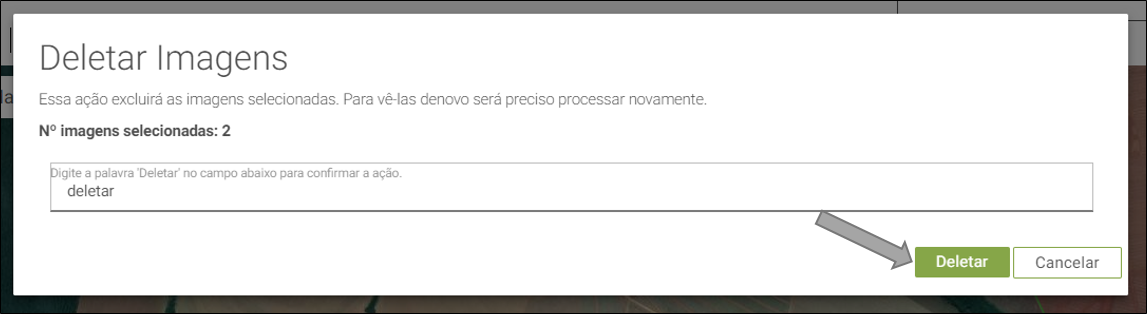 la
Deletar Imagens
Essa ação excluirá as imagens selecionadas. Para vê-las denovo será preciso processar novamente.
Nº imagens selecionadas: 2
Digite a palavra 'Deletar' no campo abaixo para confirmar a ação.
deletar
Deletar
Cancelar